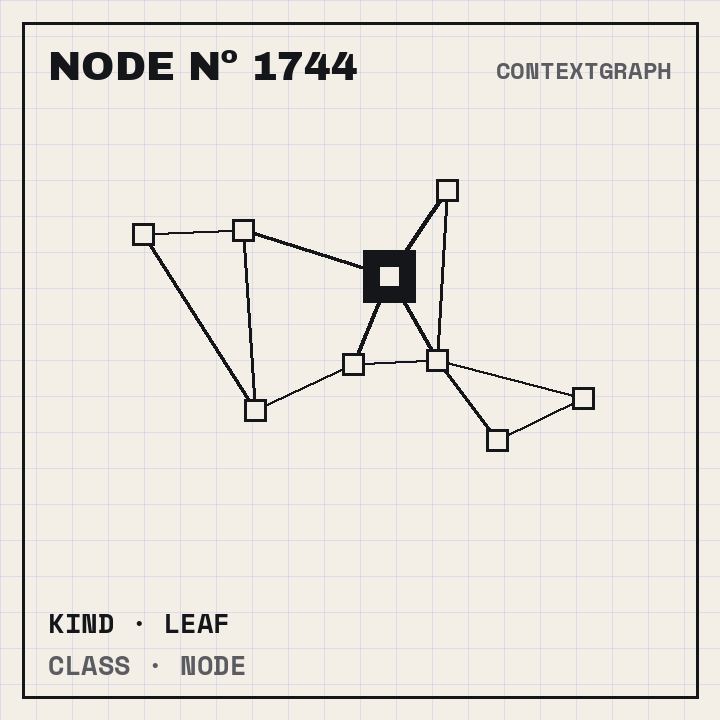 NODE Nº 1744
CONTEXTGRAPH
KIND · LEAF
CLASS · NODE